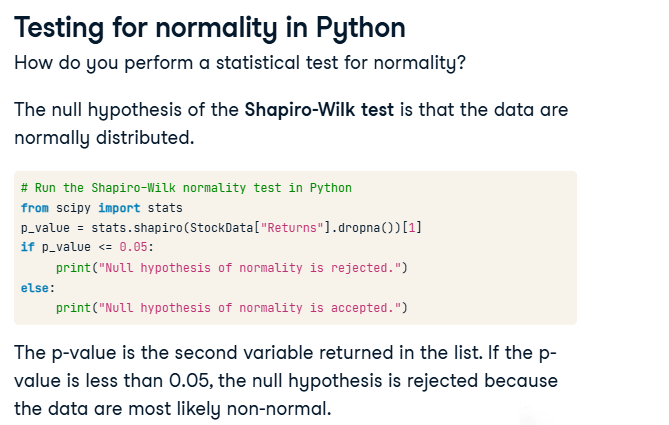 Testing for normality in Python
How do you perform a statistical test for normality?
The null hypothesis of the Shapiro-Wilk test is that the data are
normally distributed.
# Run the Shapiro-Wilk normality test in Python
from scipy import stats
p_value = stats.shapiro(StockData["Returns"].dropna())[1]
if p_value <= 0.05:
     print("Null hypothesis of normality is rejected.")
else:
     print("Null hypothesis of normality is accepted.")
The p-value is the second variable returned in the list. If the p-
value is less than 0.05, the null hypothesis is rejected because
the data are most likely non-normal.